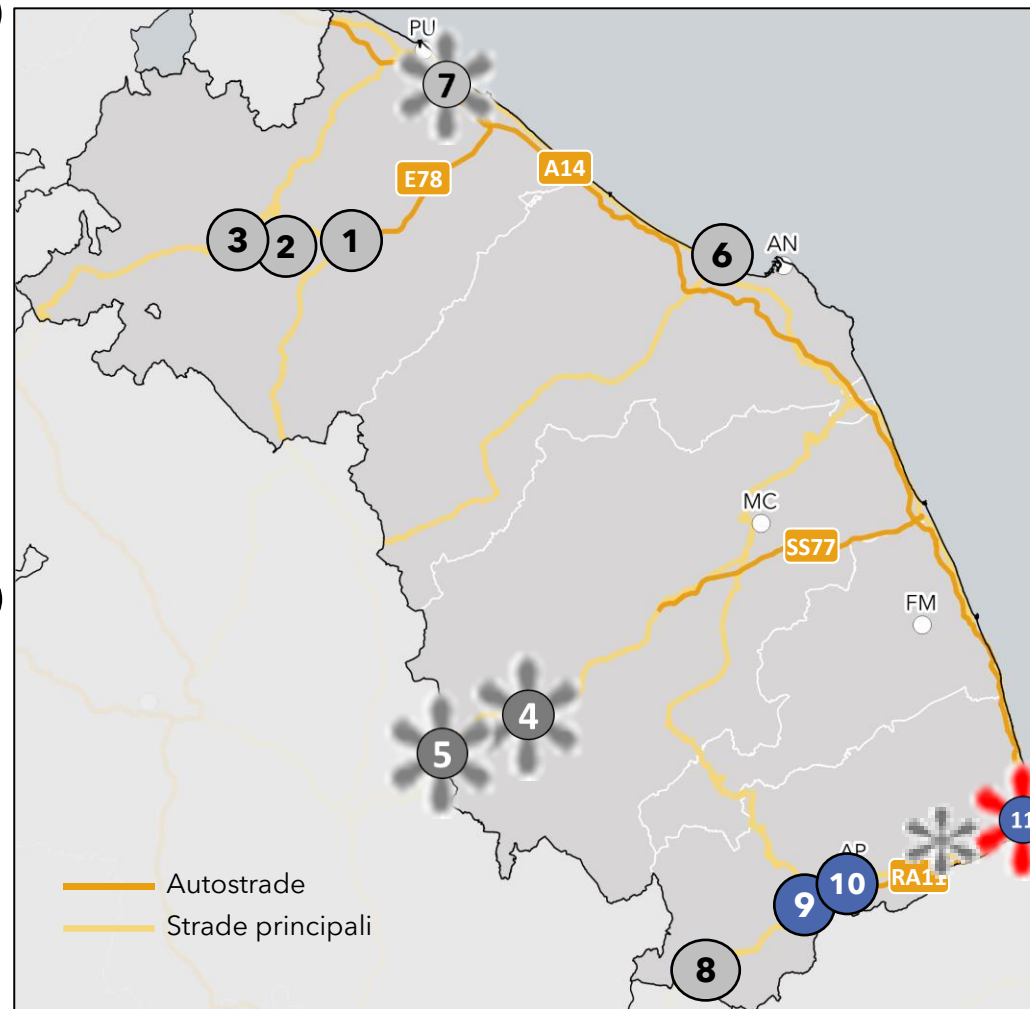 )
PU
7
A14
E78
3
2
1
6
AN
MC
SS77
)
FM
4
5
11
AP
RA11
10
9
8
Autostrade
Strade principali